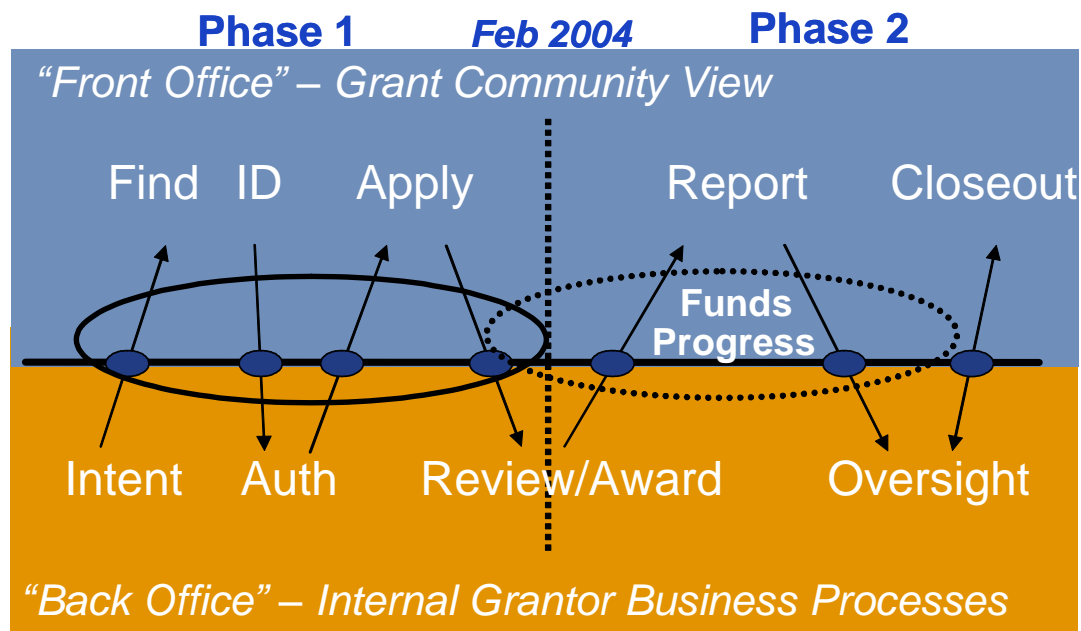 Phase 1 Feb 2004 Phase 2
“Front Office” – Grant Community View
Find ID Apply Report Closeout
Funds
Progress
Intent Auth Review/Award Oversight
“Back Office” – Internal Grantor Business Processes